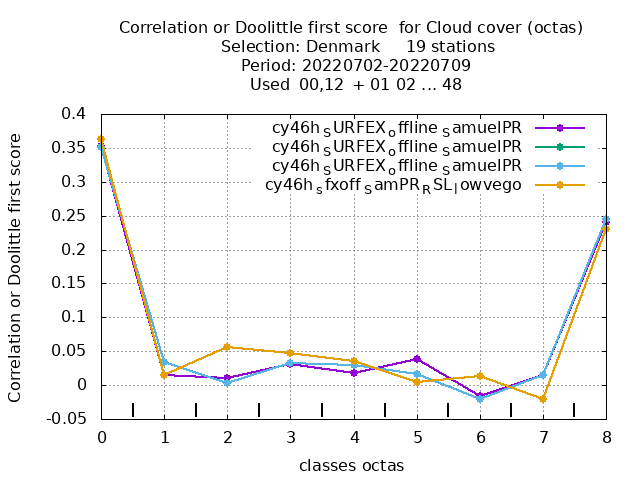 Correlation or Doolittle first score  for Cloud cover (octas)
Selection: Denmark     19 stations
Period: 20220702-20220709
Used  00,12  + 01 02 ... 48
Correlation or Doolittle first score
0.4
0.35
0.3
0.25
0.2
0.15
0.1
0.05
0
-0.05
cy46h_SURFEX_offline_SamuelPR
cy46h_SURFEX_offline_SamuelPR
cy46h_SURFEX_offline_SamuelPR
cy46h_sfxoff_SamPR_RSL_lowvego
0 1 2 3 4 5 6 7 8
classes octas